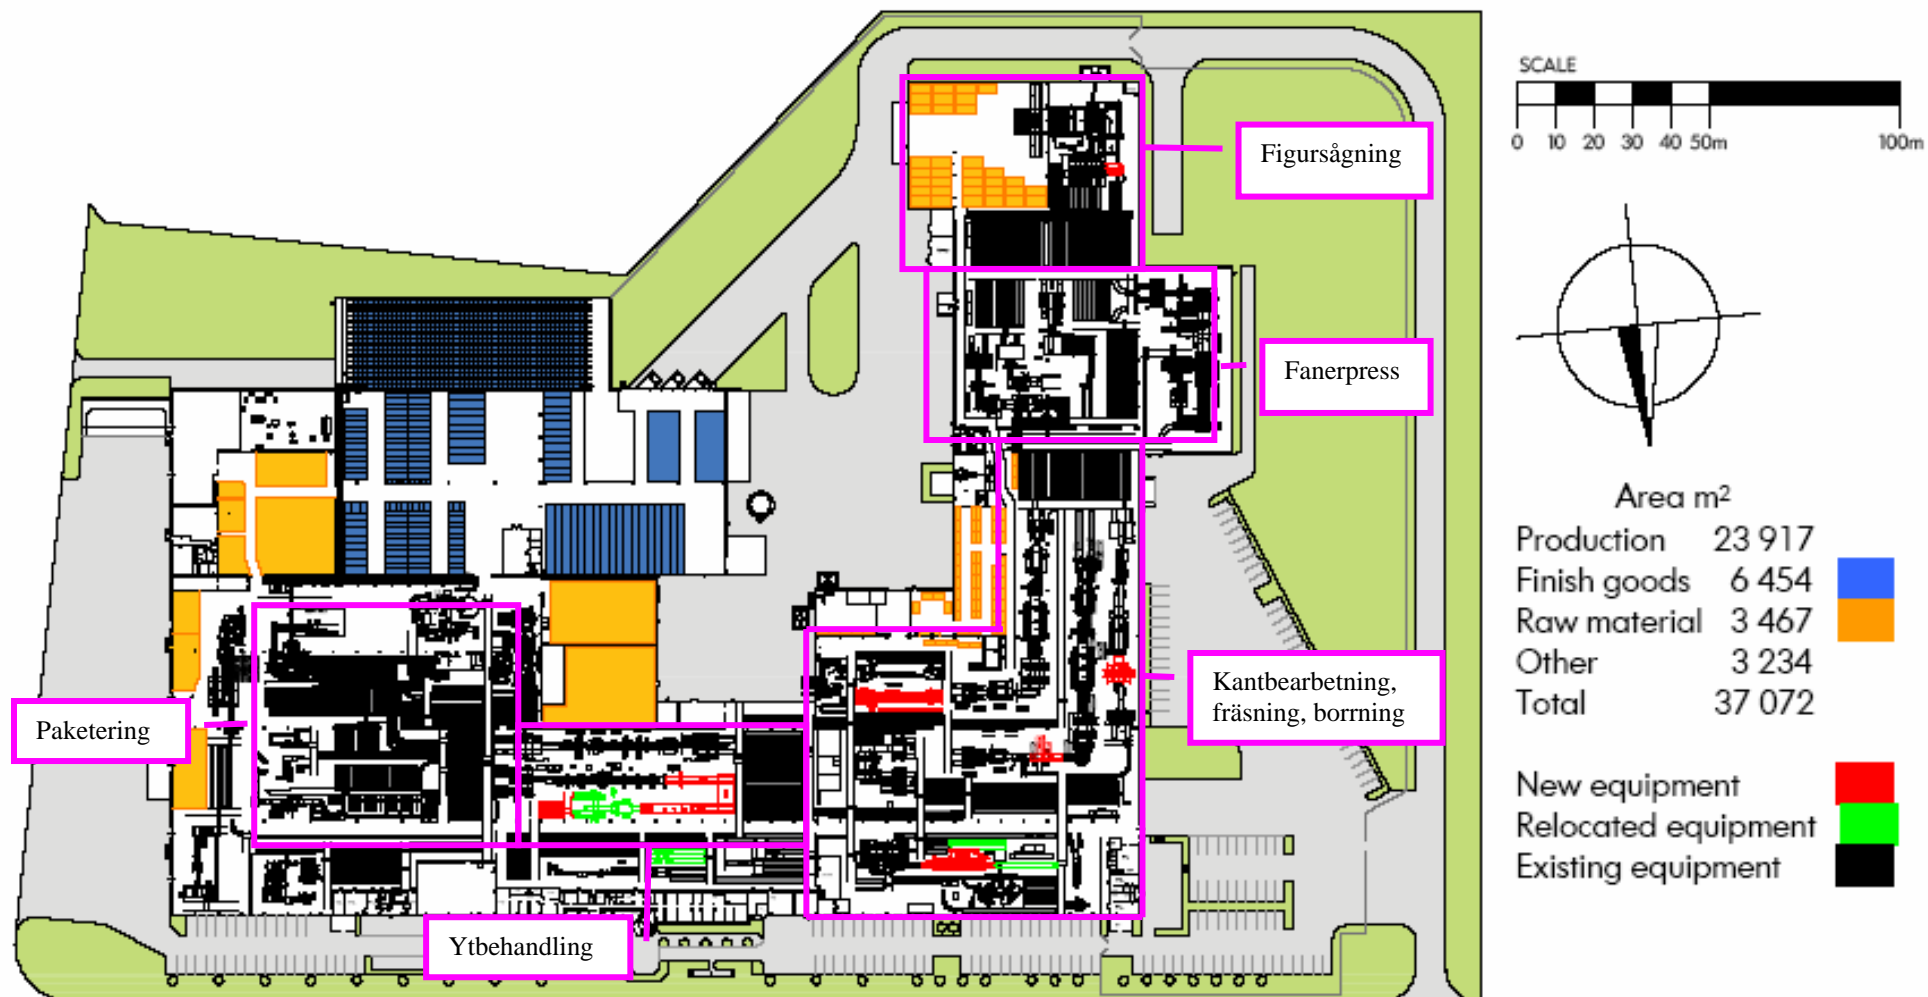 SCALE
0 10 20 30 40 50m 100m
Figursågning
Fanerpress
Area m²
Production 23 917
Finish goods 6 454
Raw material 3 467
Other 3 234
Total 37 072
Kantbearbetning,
fräsning, borrning
Paketering
New equipment
Relocated equipment
Existing equipment
Ytbehandling